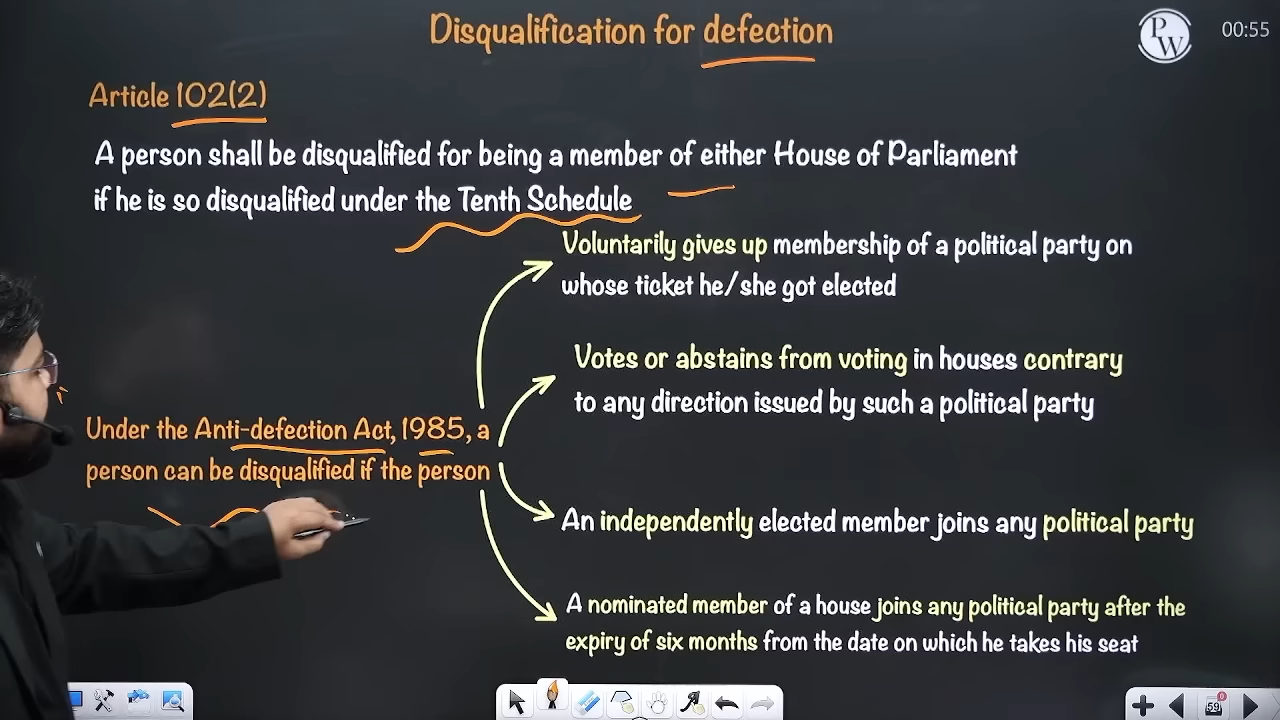 Disqualification for defection
PW
00:55
Article 102(2)
A person shall be disqualified for being a member of either House of Parliament
if he is so disqualified under the Tenth Schedule
Voluntarily gives up membership of a political party on
whose ticket he/she got elected
Votes or abstains from voting in houses contrary
to any direction issued by such a political party
Under the Anti-defection Act, 1985, a
person can be disqualified if the person
An independently elected member joins any political party
A nominated member of a house joins any political party after the
expiry of six months from the date on which he takes his seat
59